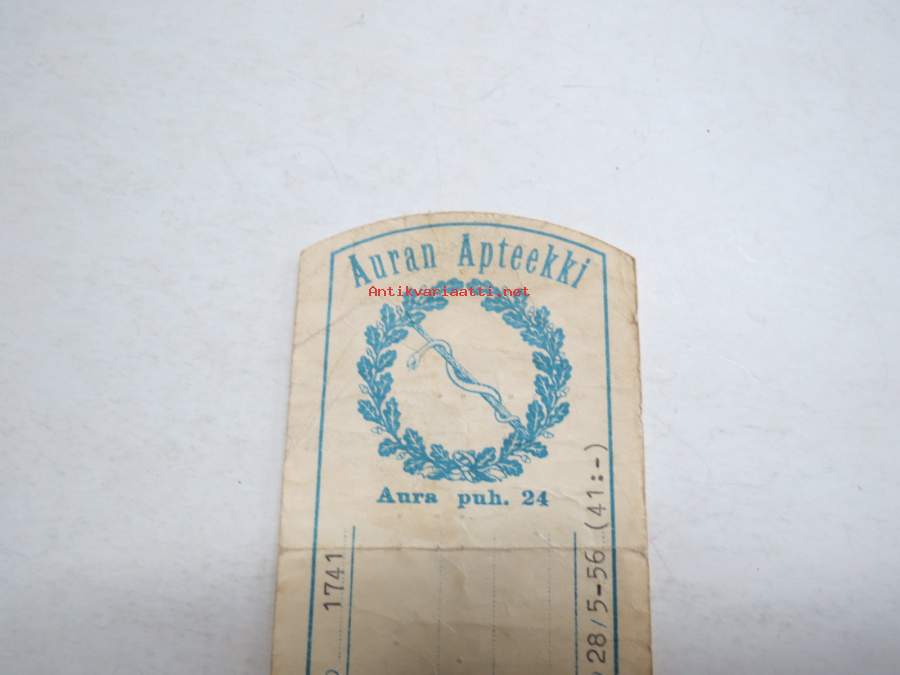 Auran Apteekki
Antikvariaatti.net
Aura puh. 24
1741
28/5-56 (41:-)